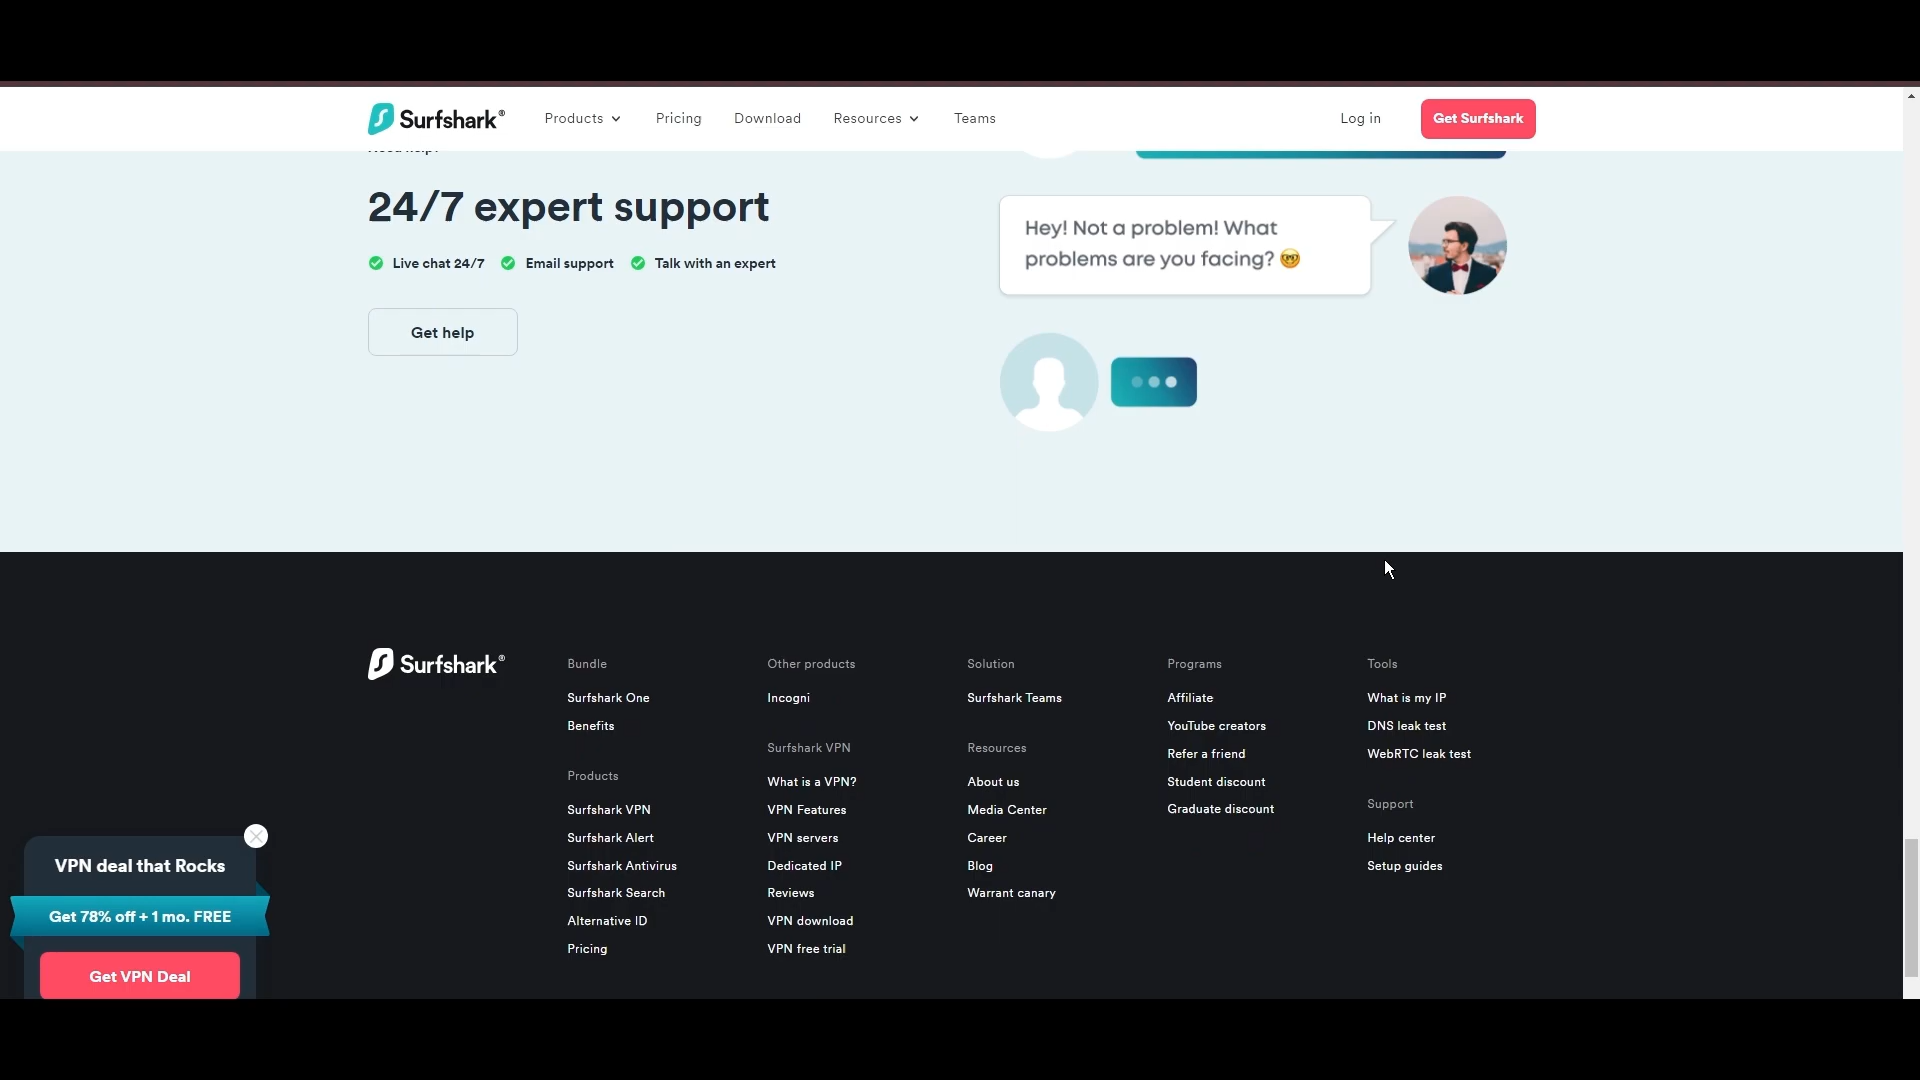 Surfshark®
Products
Pricing
Download
Resources
Teams
Log in
Get Surfshark
24/7 expert support
Live chat 24/7
Email support
Talk with an expert
Get help
Hey! Not a problem! What
problems are you facing? 🤓
Surfshark®
Bundle
Surfshark One
Benefits
Products
Surfshark VPN
Surfshark Alert
Surfshark Antivirus
Surfshark Search
Alternative ID
Pricing
Other products
Incogni
Surfshark VPN
What is a VPN?
VPN Features
VPN servers
Dedicated IP
Reviews
VPN download
VPN free trial
Solution
Surfshark Teams
Resources
About us
Media Center
Career
Blog
Warrant canary
Programs
Affiliate
YouTube creators
Refer a friend
Student discount
Graduate discount
Tools
What is my IP
DNS leak test
WebRTC leak test
Support
Help center
Setup guides
VPN deal that Rocks
Get 78% off + 1 mo. FREE
Get VPN Deal